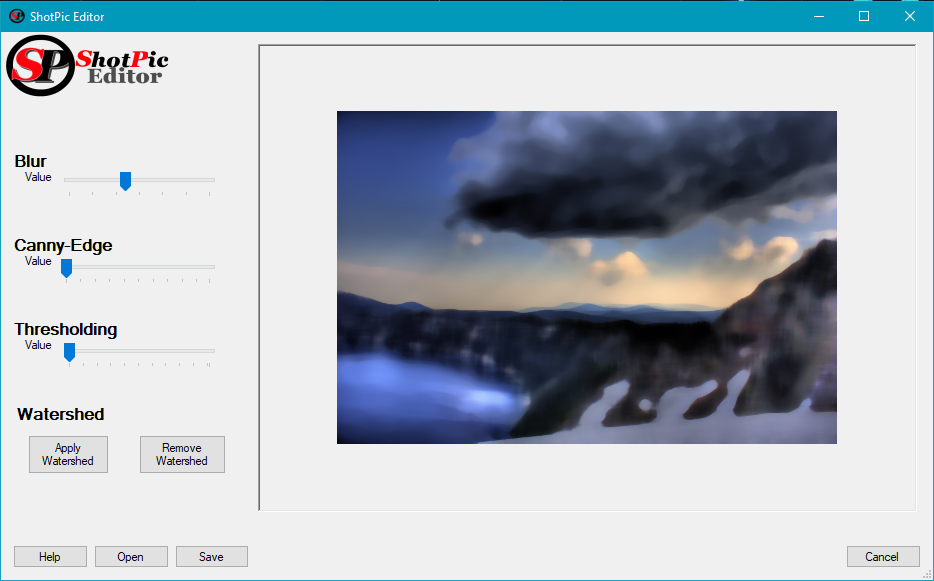 ShotPic Editor
SP ShotPic
Editor
Blur
Value
Canny-Edge
Value
Thresholding
Value
Watershed
Apply
Watershed
Remove
Watershed
Help
Open
Save
Cancel